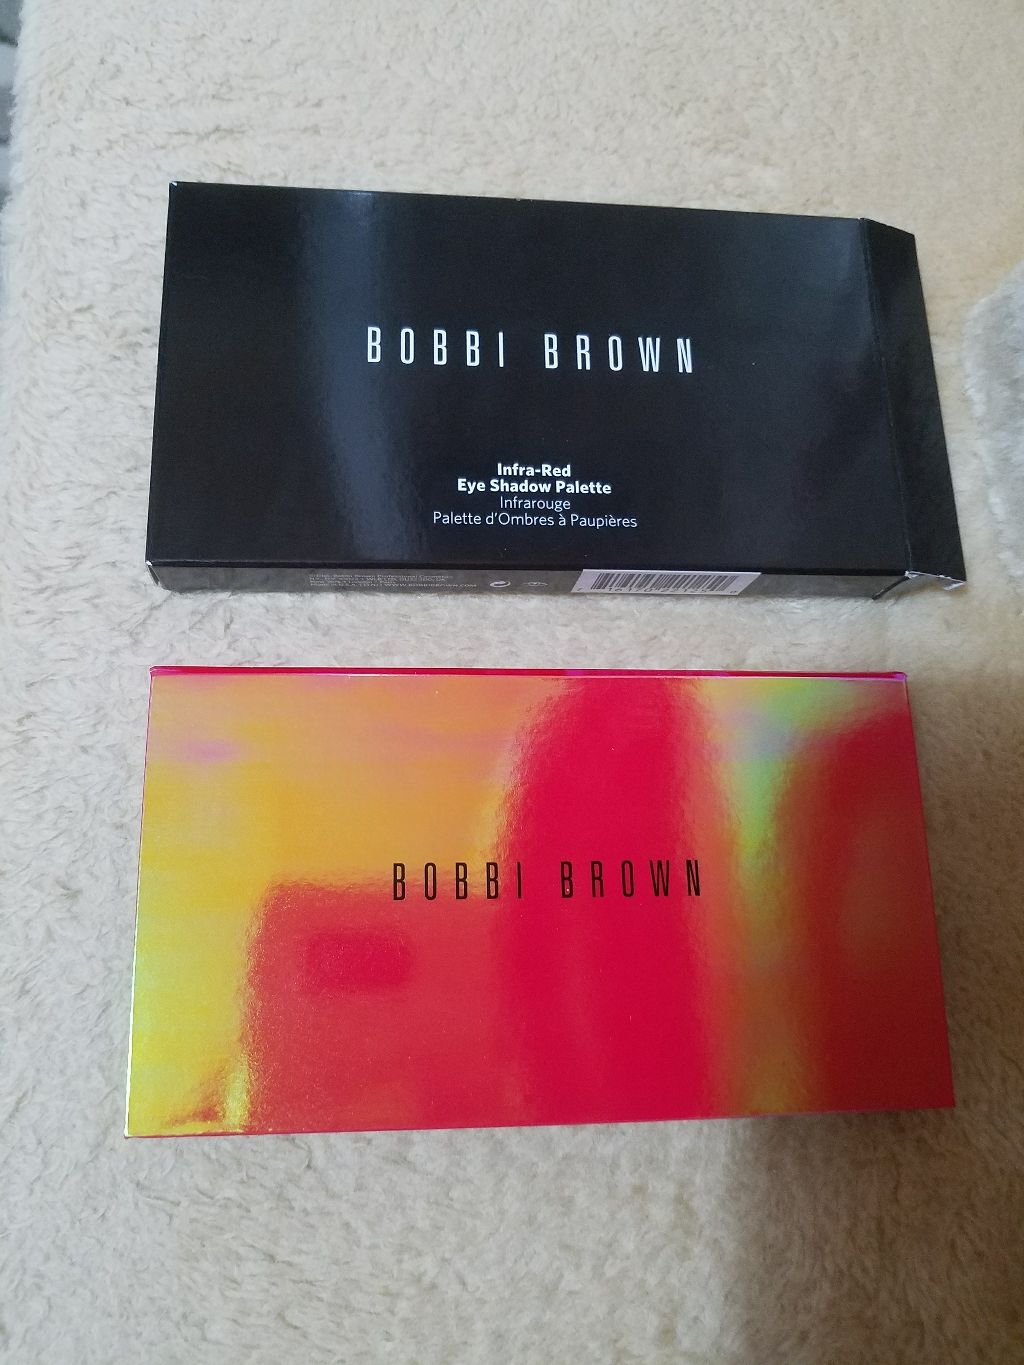 BOBBI BROWN
Infra-Red
Eye Shadow Palette
Infrarouge
Palette d'Ombres à Paupières
BOBBI BROWN